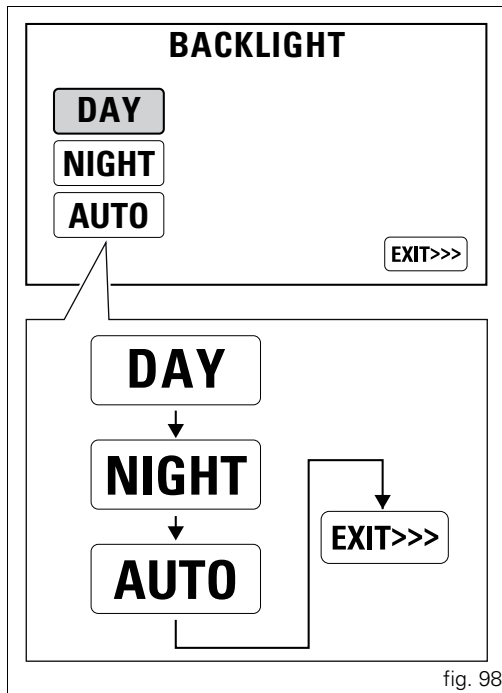 BACKLIGHT
DAY
NIGHT
AUTO
EXIT>>>
DAY
NIGHT
AUTO
EXIT>>>
fig. 98